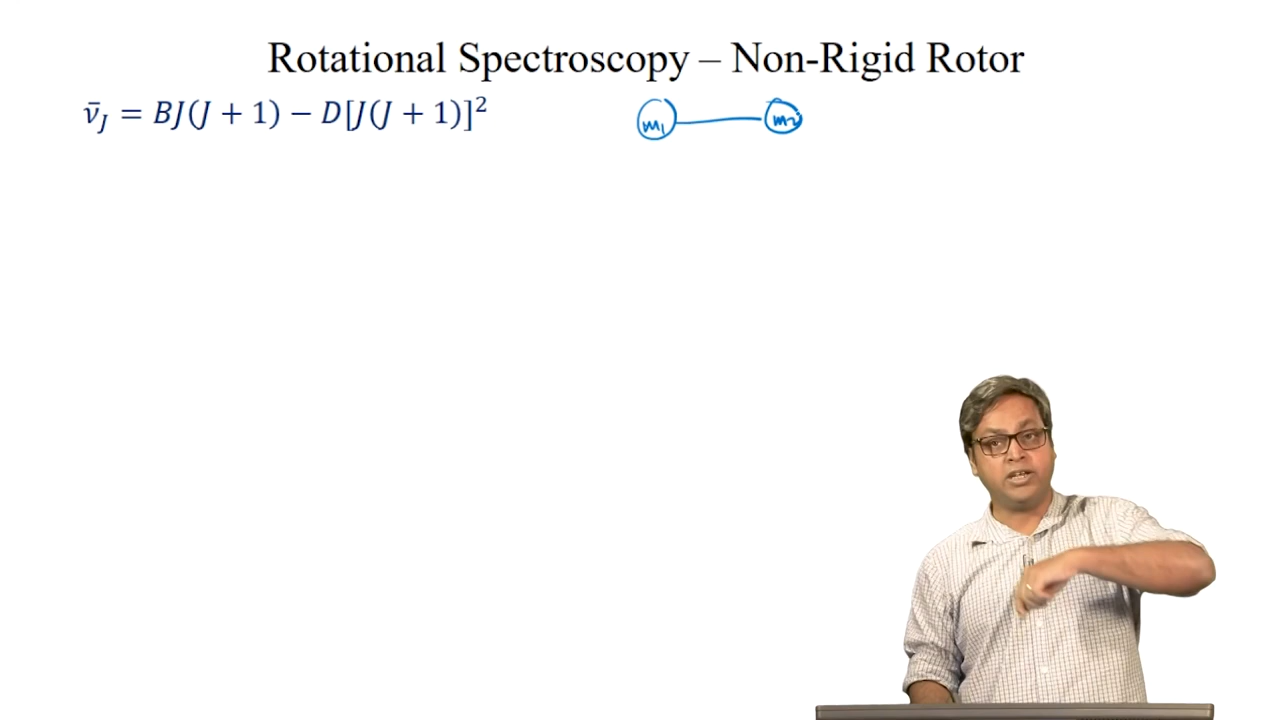 Rotational Spectroscopy – Non-Rigid Rotor
ν̄_J = BJ(J + 1) − D[J(J + 1)]²
m₁ m₂